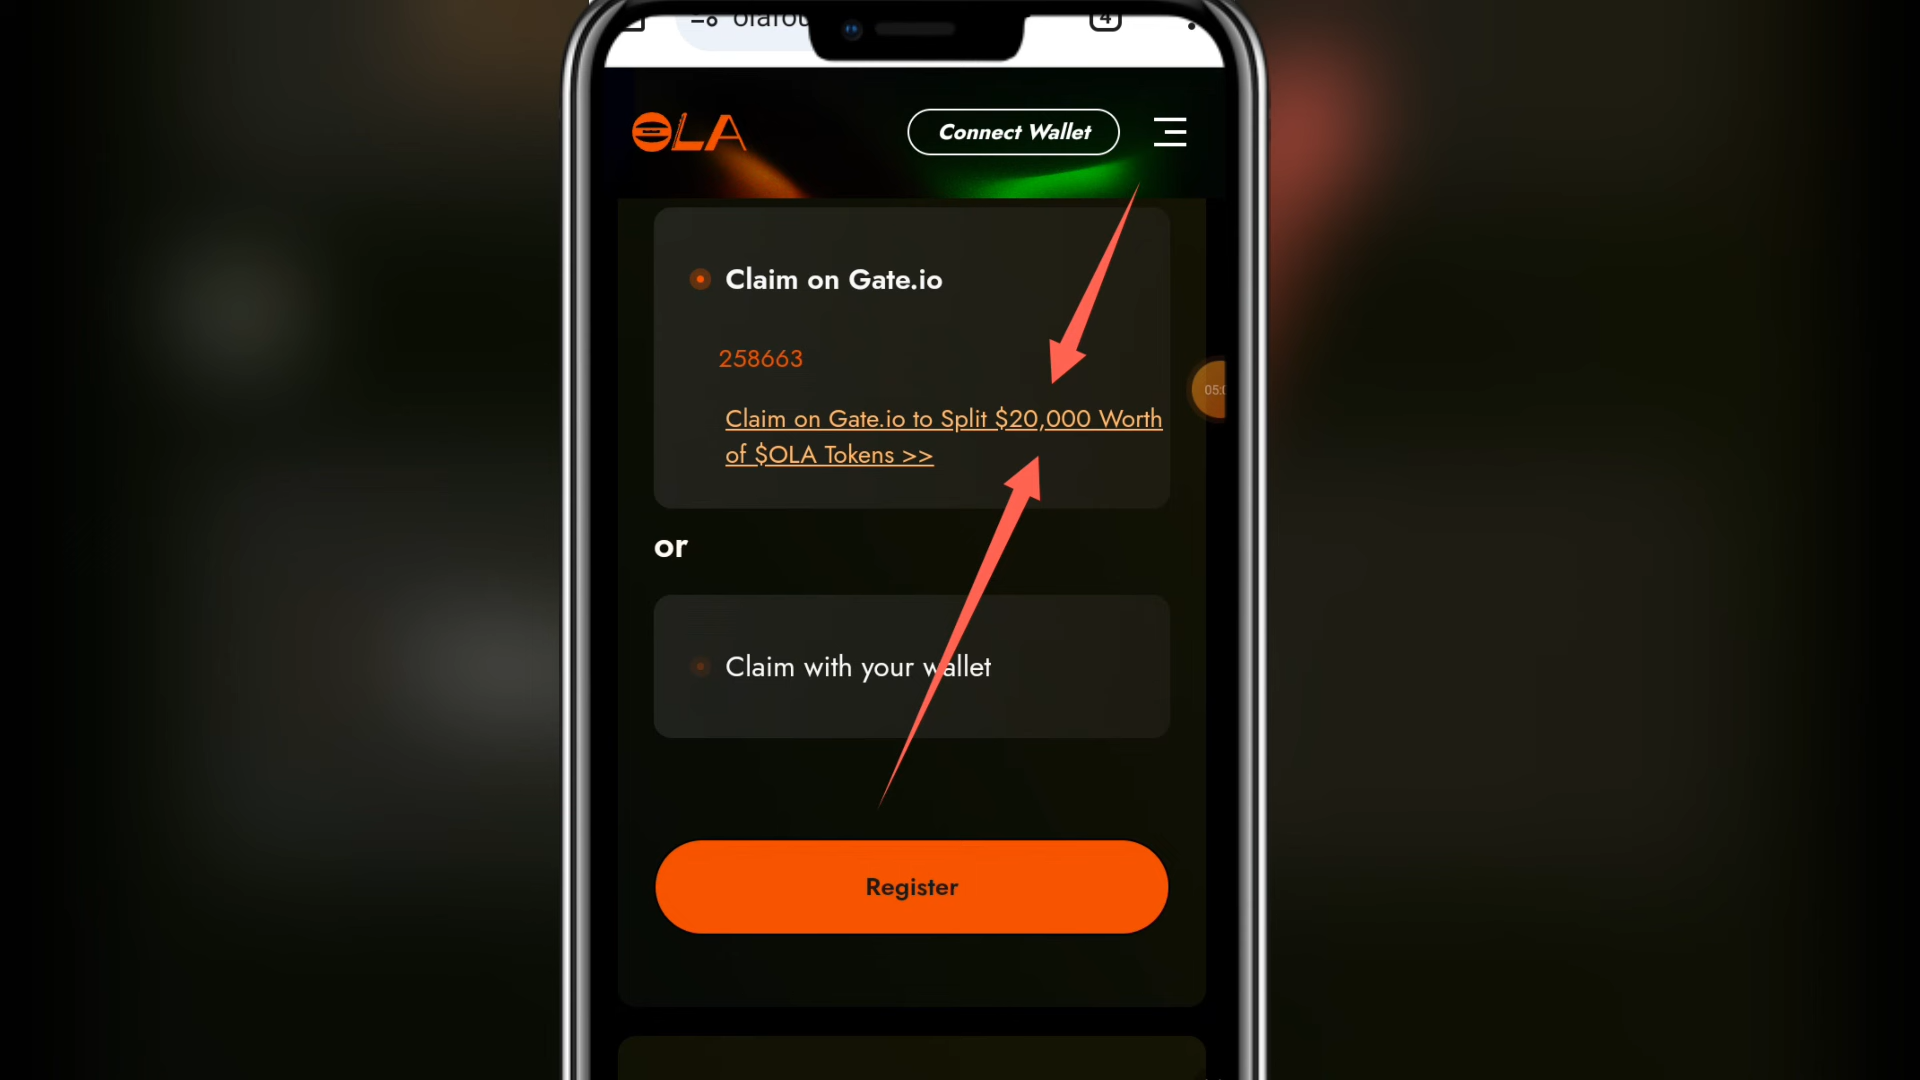 4
OLA
Connect Wallet
Claim on Gate.io
258663
Claim on Gate.io to Split $20,000 Worth
of $OLA Tokens >>
or
Claim with your wallet
Register